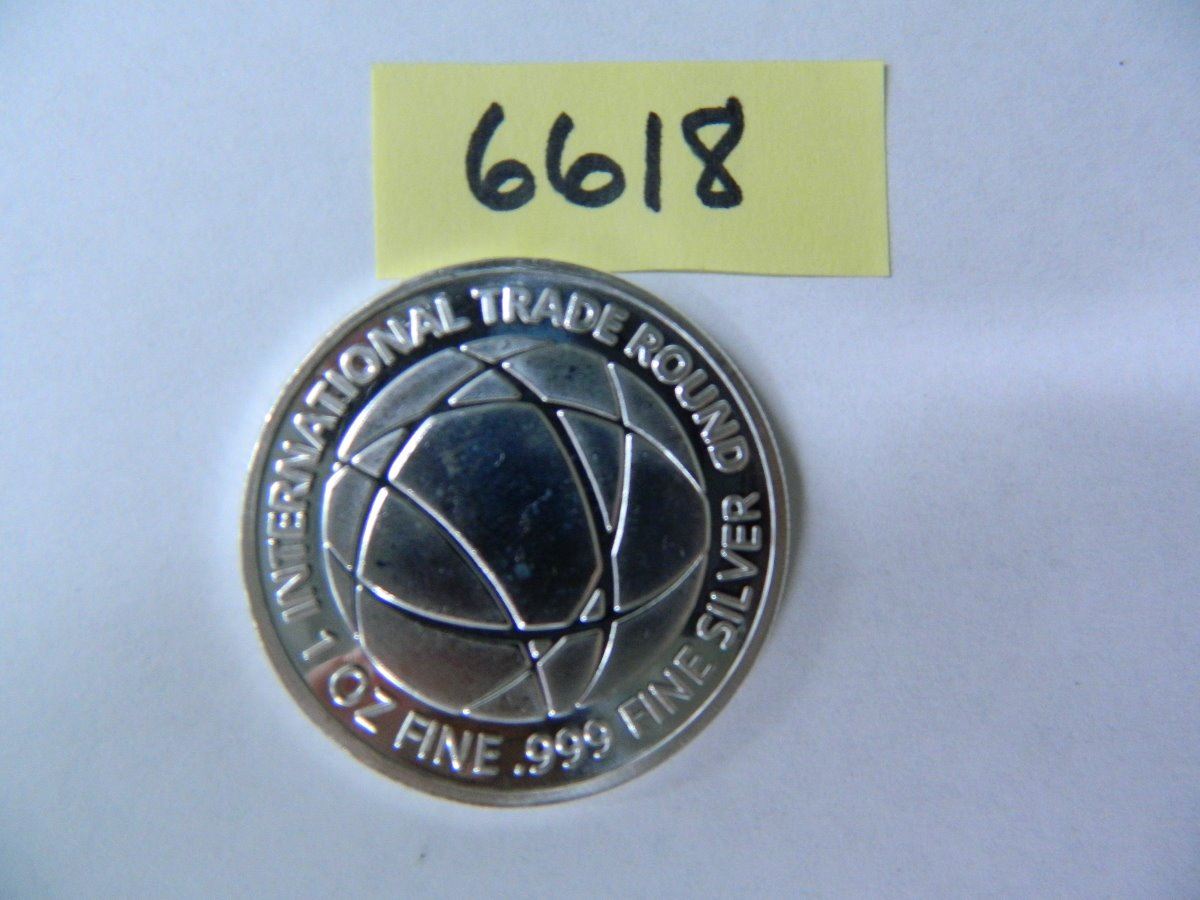 6618
INTERNATIONAL TRADE ROUND
1 OZ FINE .999 FINE SILVER